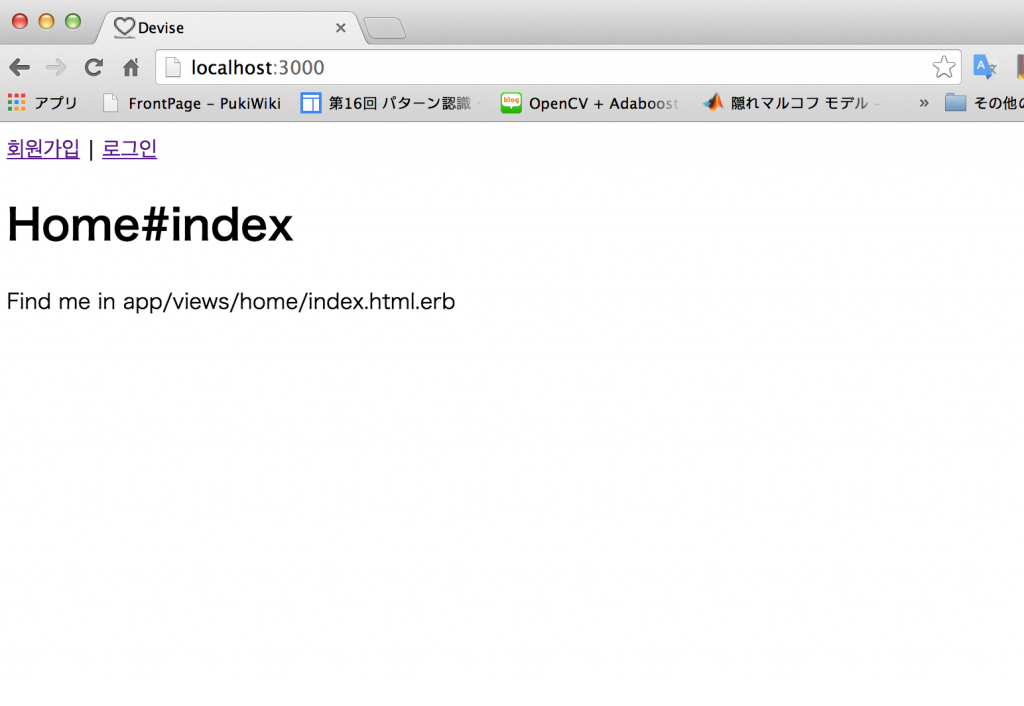 Devise
localhost:3000
アプリ FrontPage - PukiWiki 第16回 パターン認識 OpenCV + Adaboost 隠れマルコフ モデル - » その他の
회원가입 | 로그인
Home#index
Find me in app/views/home/index.html.erb